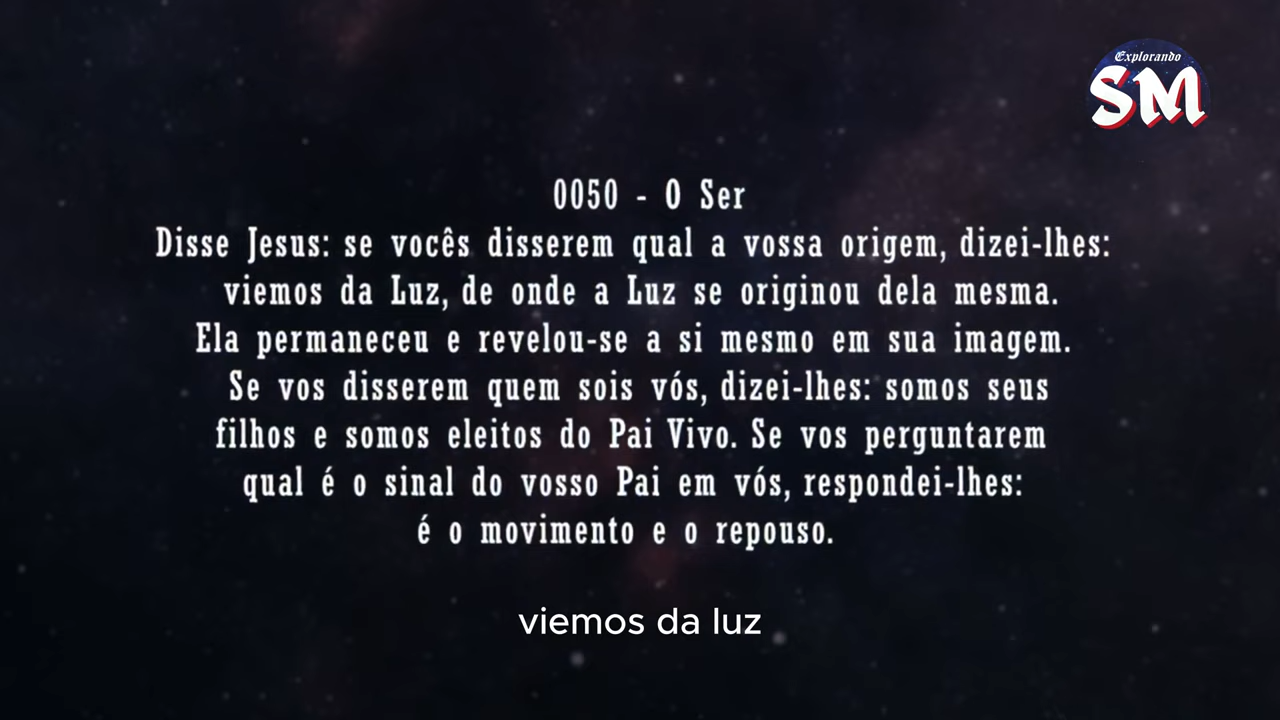 Explorando
SM
0050 - O Ser
Disse Jesus: se vocês disserem qual a vossa origem, dizei-lhes:
viemos da Luz, de onde a Luz se originou dela mesma.
Ela permaneceu e revelou-se a si mesmo em sua imagem.
Se vos disserem quem sois vós, dizei-lhes: somos seus
filhos e somos eleitos do Pai Vivo. Se vos perguntarem
qual é o sinal do vosso Pai em vós, respondei-lhes:
é o movimento e o repouso.
viemos da luz